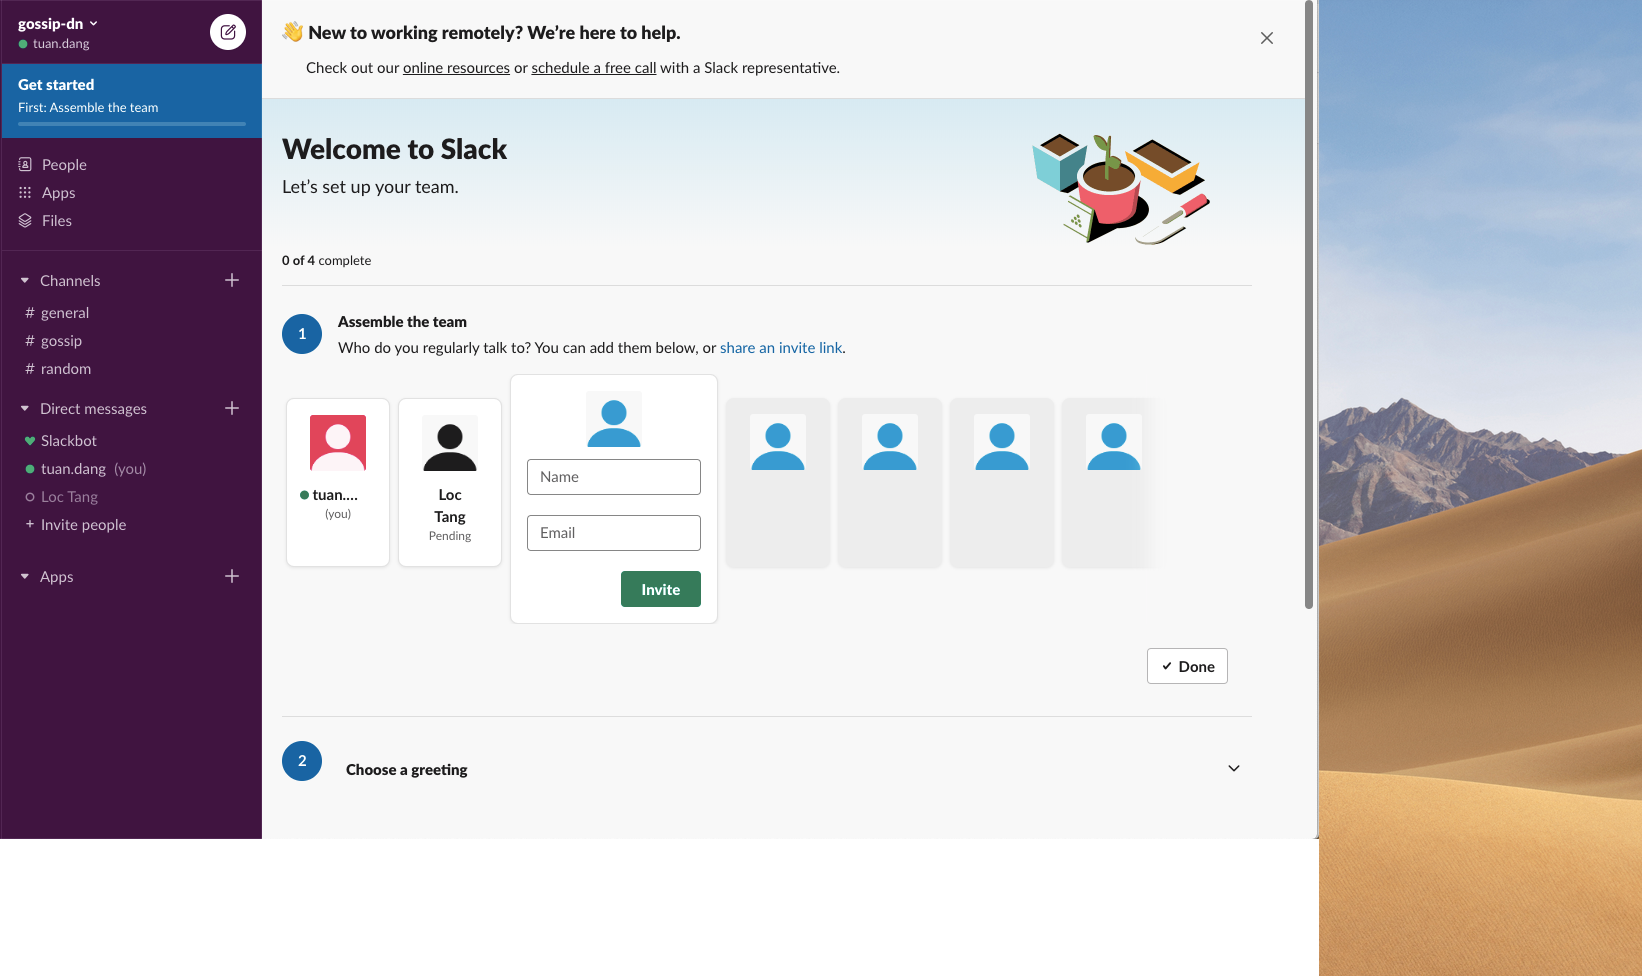 gossip-dn
tuan.dang
Get started
First: Assemble the team
People
Apps
Files
Channels
# general
# gossip
# random
Direct messages
Slackbot
tuan.dang (you)
Loc Tang
+ Invite people
Apps
New to working remotely? We’re here to help.
Check out our online resources or schedule a free call with a Slack representative.
Welcome to Slack
Let’s set up your team.
0 of 4 complete
1
Assemble the team
Who do you regularly talk to? You can add them below, or share an invite link.
tuan....
(you)
Loc
Tang
Pending
Name
Email
Invite
Done
2
Choose a greeting